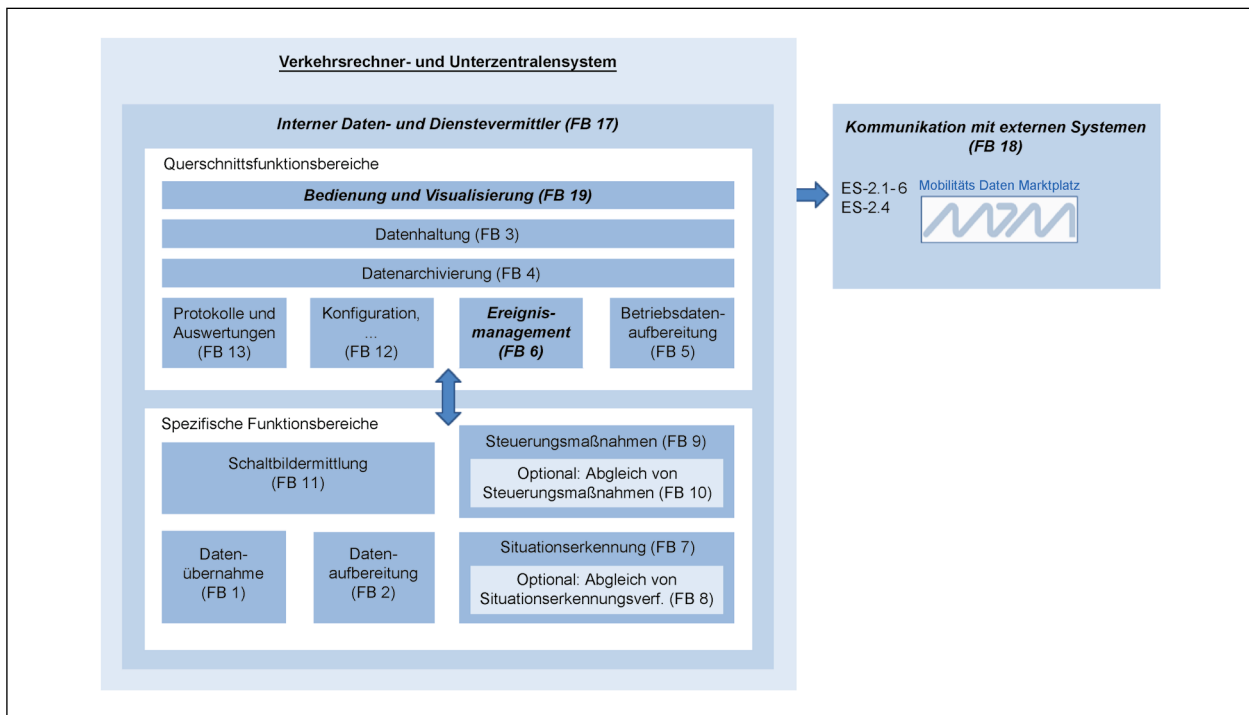 Verkehrsrechner- und Unterzentralensystem
Interner Daten- und Dienstevermittler (FB 17)
Querschnittsfunktionsbereiche
Bedienung und Visualisierung (FB 19)
Datenhaltung (FB 3)
Datenarchivierung (FB 4)
Protokolle und
Auswertungen
(FB 13)
Konfiguration,
...
(FB 12)
Ereignis-
management
(FB 6)
Betriebsdaten-
aufbereitung
(FB 5)
Spezifische Funktionsbereiche
Schaltbildermittlung
(FB 11)
Steuerungsmaßnahmen (FB 9)
Optional: Abgleich von
Steuerungsmaßnahmen (FB 10)
Daten-
übernahme
(FB 1)
Daten-
aufbereitung
(FB 2)
Situationserkennung (FB 7)
Optional: Abgleich von
Situationserkennungsverf. (FB 8)
Kommunikation mit externen Systemen
(FB 18)
ES-2.1-6
ES-2.4
Mobilitäts Daten Marktplatz
MDM